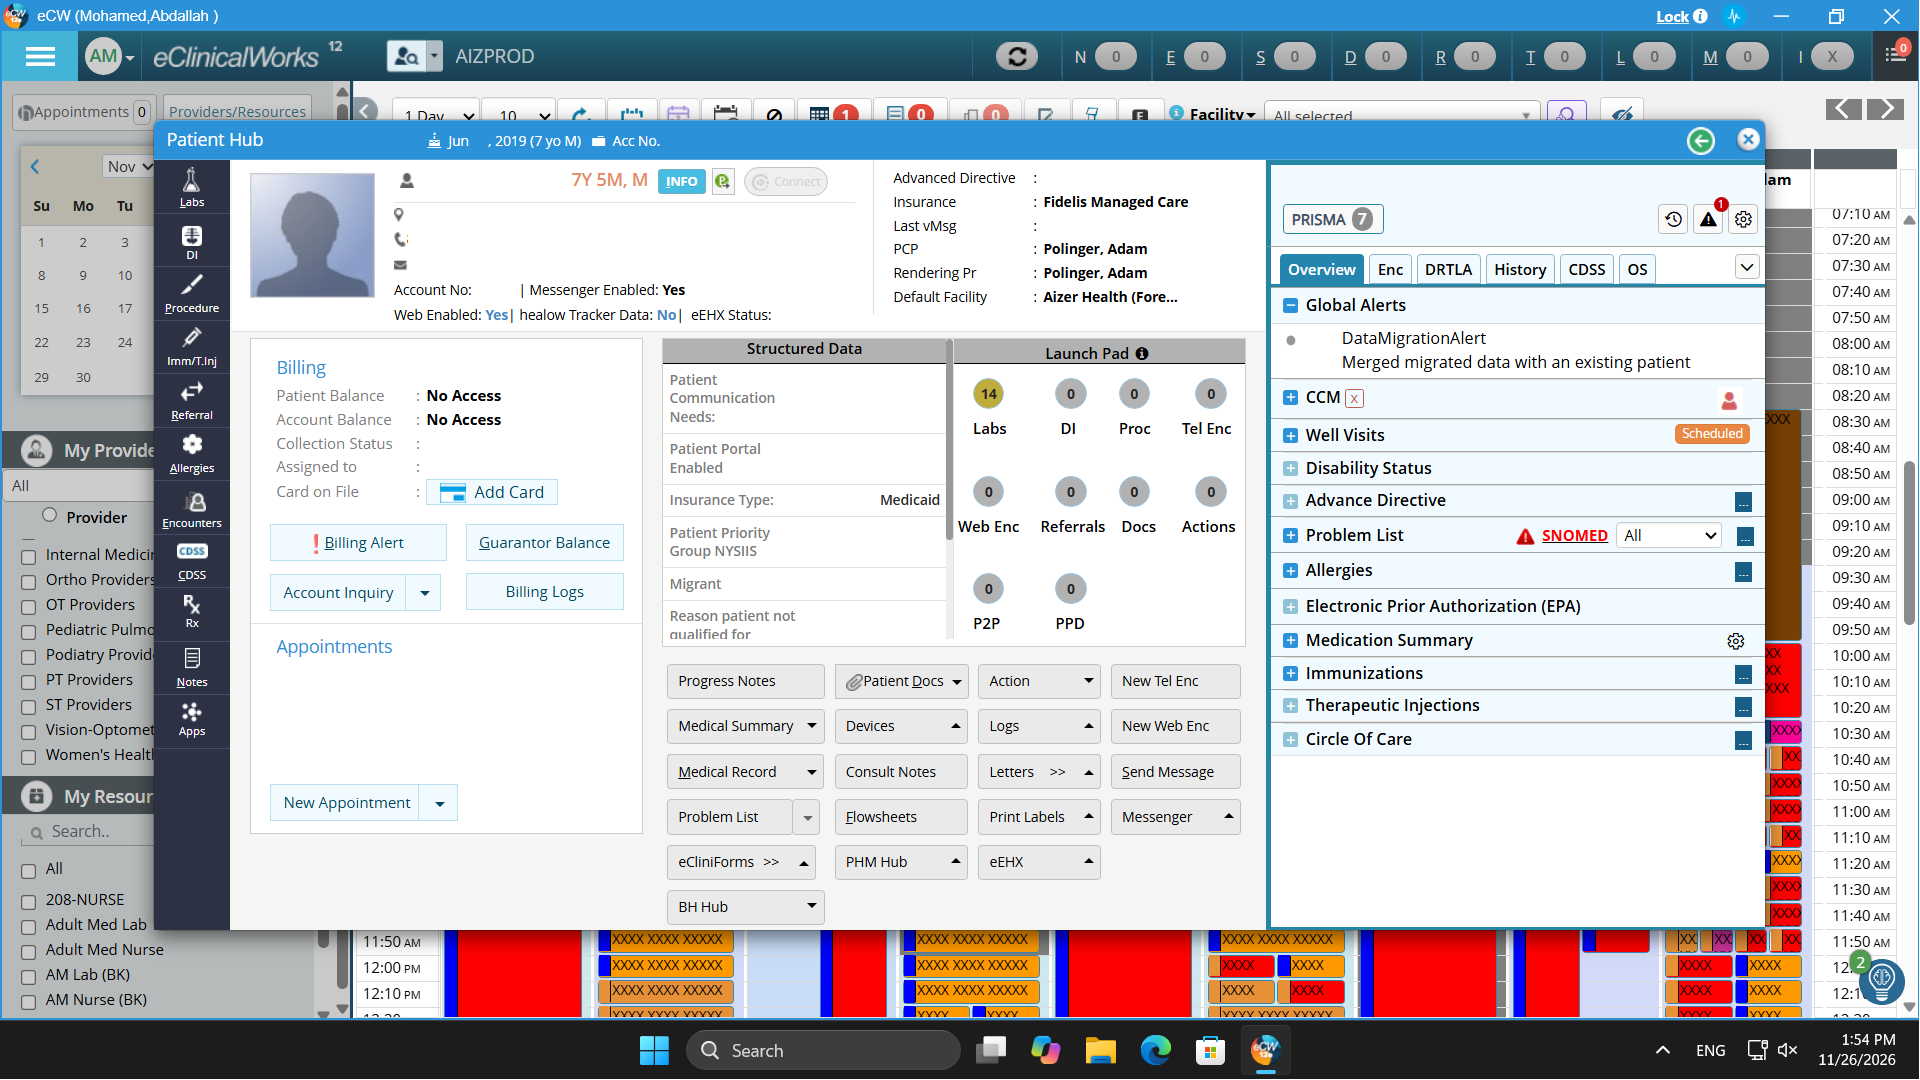 eCW (Mohamed,Abdallah )
Lock
AM
eClinicalWorks 12
AIZPROD
N 0
E 0
S 0
D 0
R 0
T 0
L 0
M 0
I X
0
Appointments 0
Providers/Resources
1 Day
10
1
0
0
E
Facility
All selected
Nov
Su Mo Tu
1 2 3
8 9 10
15 16 17
22 23 24
29 30
My Provide
All
Provider
Internal Medicin
Ortho Providers
OT Providers
Pediatric Pulmo
Podiatry Provid
PT Providers
ST Providers
Vision-Optomet
Women's Health
My Resour
Search..
All
208-NURSE
Adult Med Lab
Adult Med Nurse
AM Lab (BK)
AM Nurse (BK)
Patient Hub
Jun , 2019 (7 yo M)
Acc No.
Labs
DI
Procedure
Imm/T.Inj
Referral
Allergies
Encounters
CDSS
CDSS
Rx
Rx
Notes
Apps
7Y 5M, M
INFO
Connect
Account No: | Messenger Enabled: Yes
Web Enabled: Yes| healow Tracker Data: No| eEHX Status:
Advanced Directive :
Insurance : Fidelis Managed Care
Last vMsg :
PCP : Polinger, Adam
Rendering Pr : Polinger, Adam
Default Facility : Aizer Health (Fore...
Billing
Patient Balance : No Access
Account Balance : No Access
Collection Status :
Assigned to :
Card on File : Add Card
Billing Alert
Guarantor Balance
Account Inquiry
Billing Logs
Appointments
New Appointment
Structured Data
Patient
Communication
Needs:
Patient Portal
Enabled
Insurance Type: Medicaid
Patient Priority
Group NYSIIS
Migrant
Reason patient not
qualified for
Launch Pad
14 0 0 0
Labs DI Proc Tel Enc
0 0 0 0
Web Enc Referrals Docs Actions
0 0
P2P PPD
Progress Notes
Patient Docs
Action
New Tel Enc
Medical Summary
Devices
Logs
New Web Enc
Medical Record
Consult Notes
Letters >>
Send Message
Problem List
Flowsheets
Print Labels
Messenger
eCliniForms >>
PHM Hub
eEHX
BH Hub
PRISMA 7
1
Overview
Enc
DRTLA
History
CDSS
OS
Global Alerts
DataMigrationAlert
Merged migrated data with an existing patient
CCM x
Well Visits
Scheduled
Disability Status
Advance Directive
...
Problem List
SNOMED
All
...
Allergies
...
Electronic Prior Authorization (EPA)
Medication Summary
Immunizations
...
Therapeutic Injections
...
Circle Of Care
...
lam
07:10 AM
07:20 AM
07:30 AM
07:40 AM
07:50 AM
08:00 AM
08:10 AM
08:20 AM
08:30 AM
08:40 AM
08:50 AM
09:00 AM
09:10 AM
09:20 AM
09:30 AM
09:40 AM
09:50 AM
10:00 AM
10:10 AM
10:20 AM
10:30 AM
10:40 AM
10:50 AM
11:00 AM
11:10 AM
11:20 AM
11:30 AM
11:40 AM
11:50 AM
11:50 AM
XXXX XXXX XXXXX
XXXX XXXX XXXXX
XXXX XXXX XXXXX
12:00 PM
XXXX XXXX XXXXX
XXXX XXXX XXXXX
XXXX
XXXX
XXXX
XXXX
12:10 PM
XXXX XXXX XXXXX
XXXX XXXX XXXXX
XXXX
XXXX
XXXX
XXXX
2
Search
ENG
1:54 PM
11/26/2026